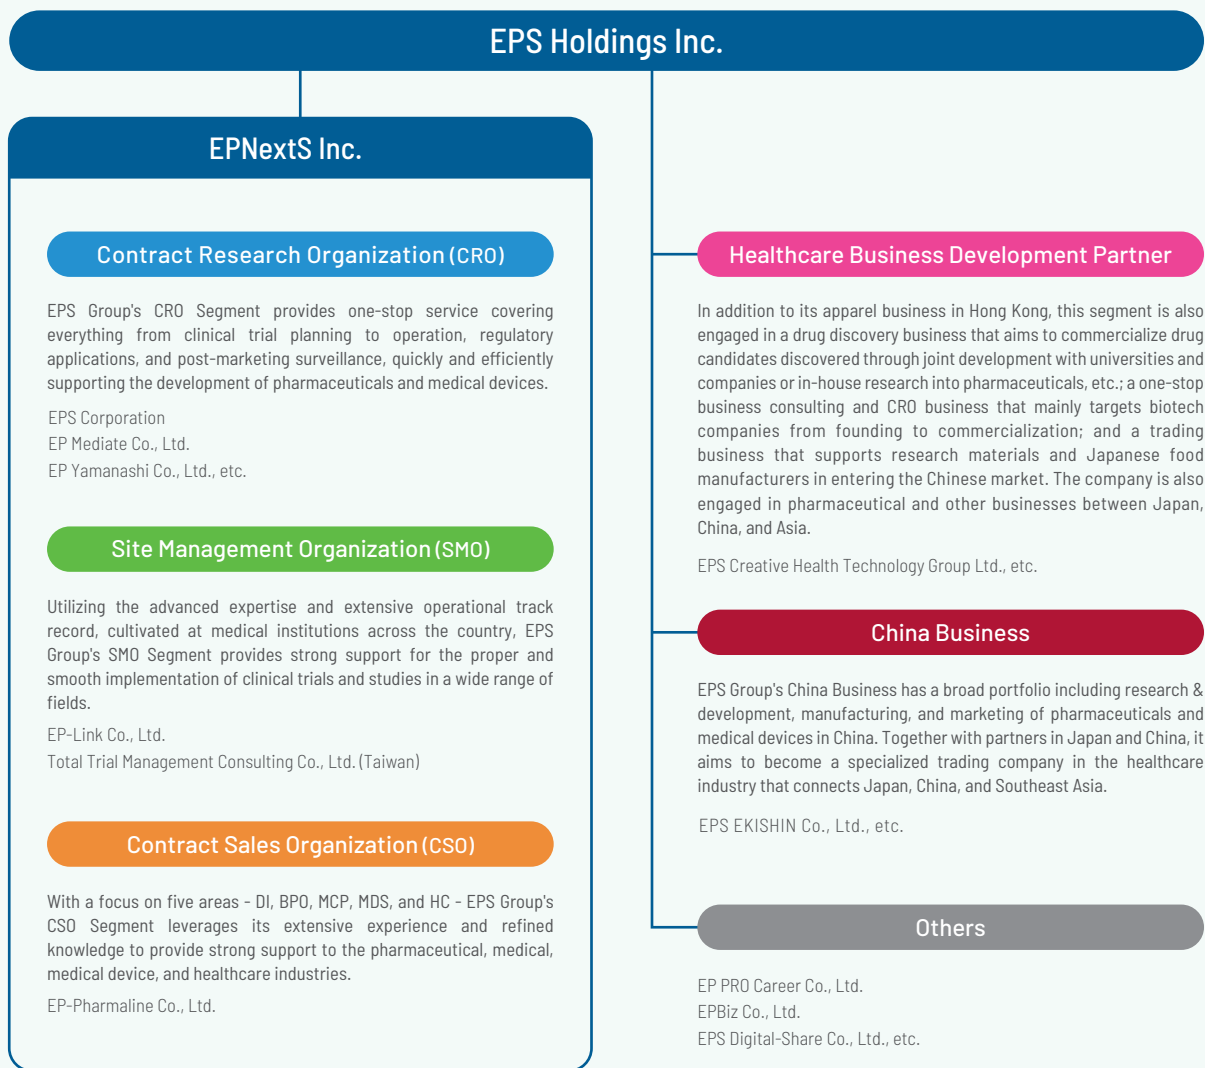 EPS Holdings Inc.
EPNextS Inc.
Contract Research Organization (CRO)
EPS Group's CRO Segment provides one-stop service covering
everything from clinical trial planning to operation, regulatory
applications, and post-marketing surveillance, quickly and efficiently
supporting the development of pharmaceuticals and medical devices.
EPS Corporation
EP Mediate Co., Ltd.
EP Yamanashi Co., Ltd., etc.
Site Management Organization (SMO)
Utilizing the advanced expertise and extensive operational track
record, cultivated at medical institutions across the country, EPS
Group's SMO Segment provides strong support for the proper and
smooth implementation of clinical trials and studies in a wide range of
fields.
EP-Link Co., Ltd.
Total Trial Management Consulting Co., Ltd. (Taiwan)
Contract Sales Organization (CSO)
With a focus on five areas - DI, BPO, MCP, MDS, and HC - EPS Group's
CSO Segment leverages its extensive experience and refined
knowledge to provide strong support to the pharmaceutical, medical,
medical device, and healthcare industries.
EP-Pharmaline Co., Ltd.
Healthcare Business Development Partner
In addition to its apparel business in Hong Kong, this segment is also
engaged in a drug discovery business that aims to commercialize drug
candidates discovered through joint development with universities and
companies or in-house research into pharmaceuticals, etc.; a one-stop
business consulting and CRO business that mainly targets biotech
companies from founding to commercialization; and a trading
business that supports research materials and Japanese food
manufacturers in entering the Chinese market. The company is also
engaged in pharmaceutical and other businesses between Japan,
China, and Asia.
EPS Creative Health Technology Group Ltd., etc.
China Business
EPS Group's China Business has a broad portfolio including research &
development, manufacturing, and marketing of pharmaceuticals and
medical devices in China. Together with partners in Japan and China, it
aims to become a specialized trading company in the healthcare
industry that connects Japan, China, and Southeast Asia.
EPS EKISHIN Co., Ltd., etc.
Others
EP PRO Career Co., Ltd.
EPBiz Co., Ltd.
EPS Digital-Share Co., Ltd., etc.